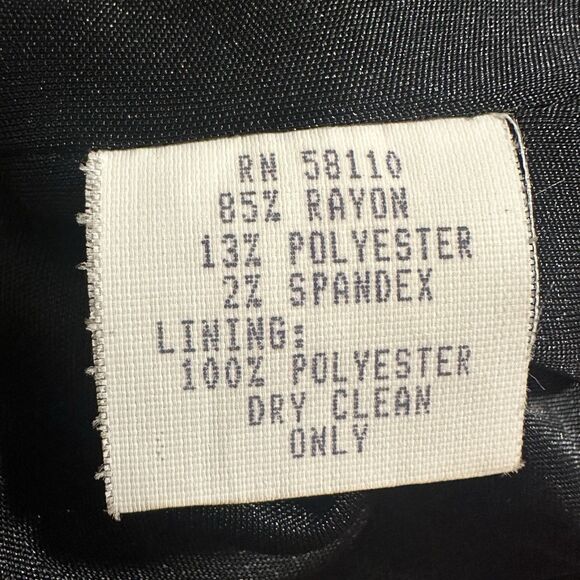 RN 58110
85% RAYON
13% POLYESTER
2% SPANDEX
LINING:
100% POLYESTER
DRY CLEAN
ONLY